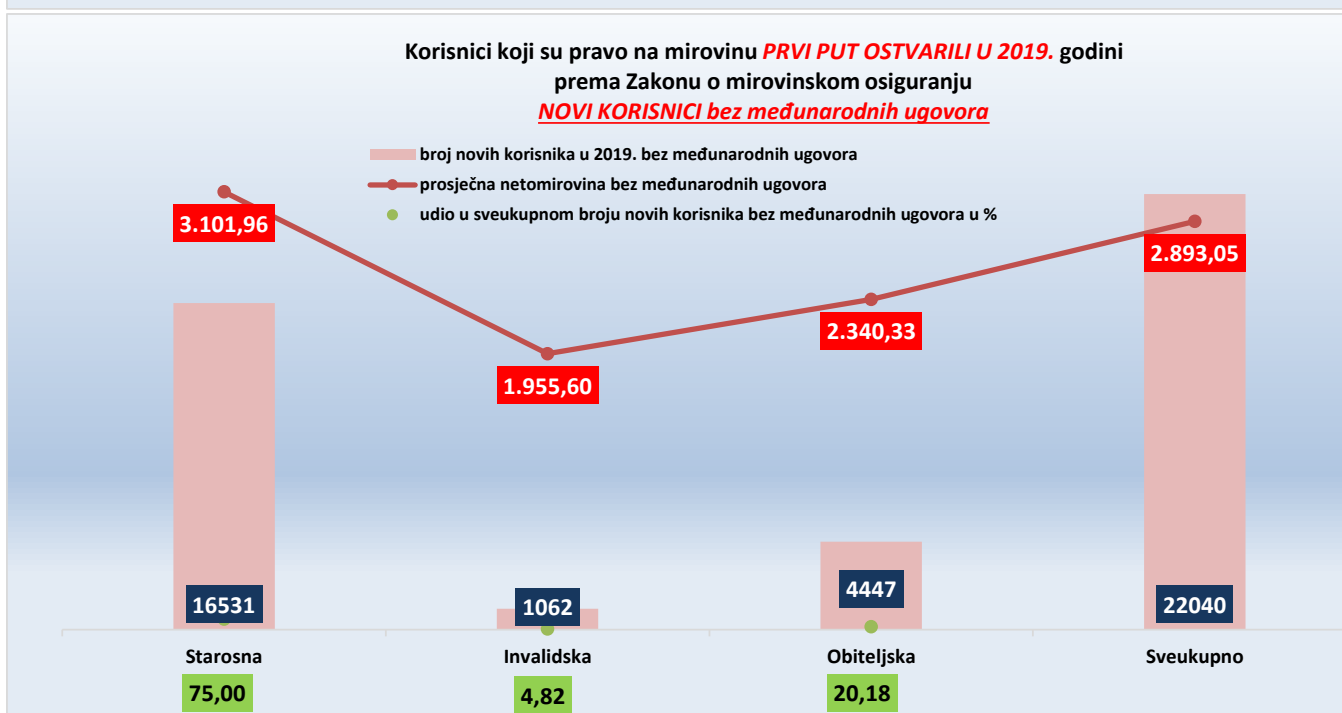 Korisnici koji su pravo na mirovinu PRVI PUT OSTVARILI U 2019. godini
prema Zakonu o mirovinskom osiguranju
NOVI KORISNICI bez međunarodnih ugovora
broj novih korisnika u 2019. bez međunarodnih ugovora
prosječna netomirovina bez međunarodnih ugovora
udio u sveukupnom broju novih korisnika bez međunarodnih ugovora u %
3.101,96
1.955,60
2.340,33
2.893,05
16531
1062
4447
22040
Starosna
Invalidska
Obiteljska
Sveukupno
75,00
4,82
20,18